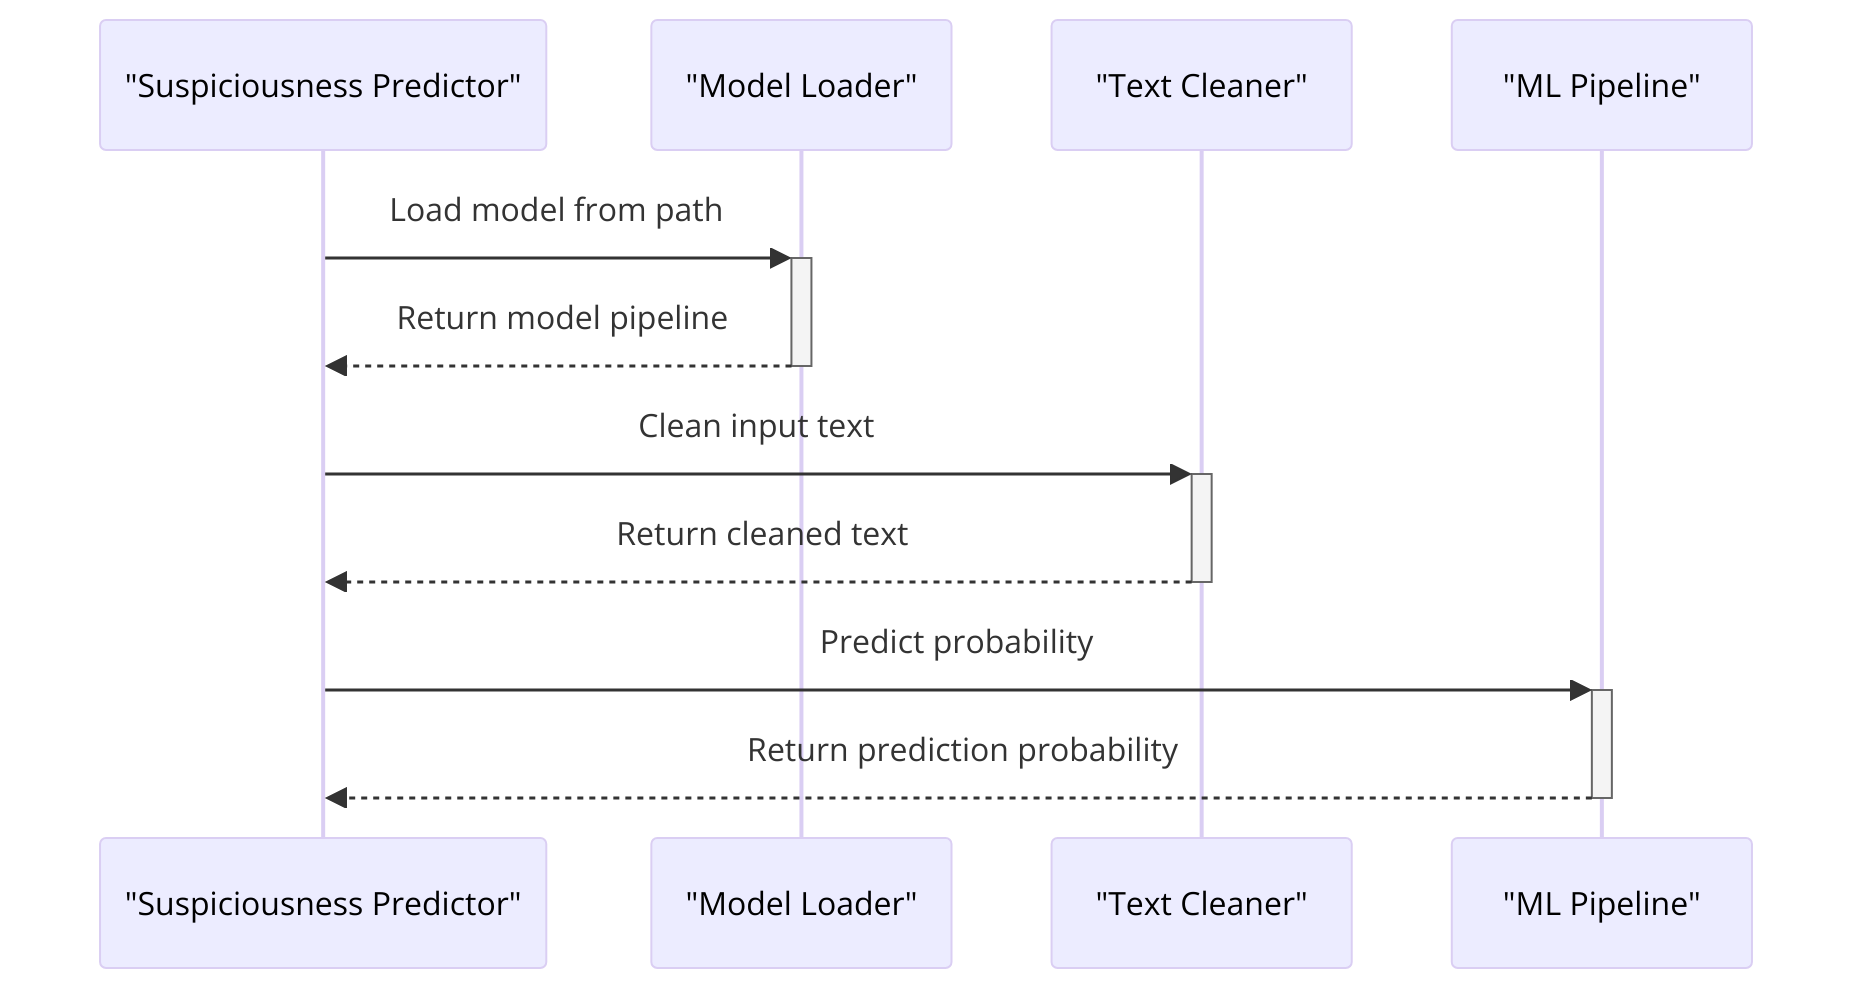 "Suspiciousness Predictor"
"Model Loader"
"Text Cleaner"
"ML Pipeline"
Load model from path
Return model pipeline
Clean input text
Return cleaned text
Predict probability
Return prediction probability
"Suspiciousness Predictor"
"Model Loader"
"Text Cleaner"
"ML Pipeline"